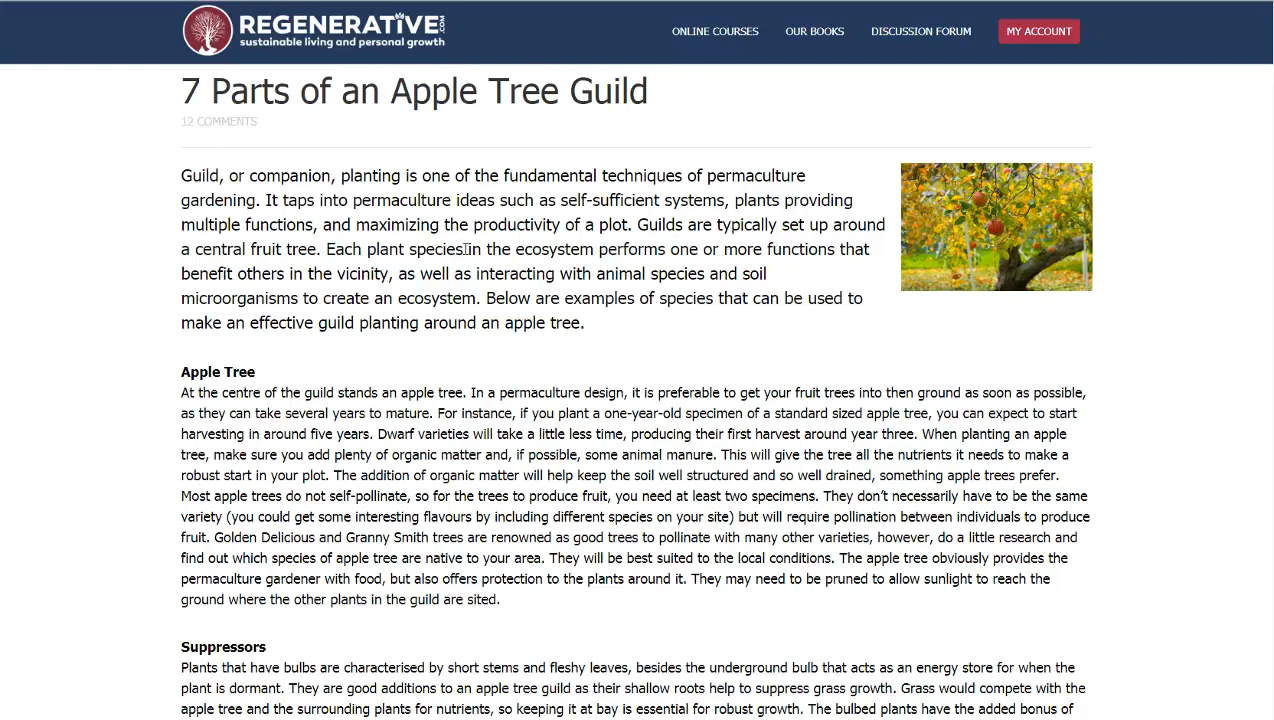 REGENERATIVE.COM
sustainable living and personal growth
ONLINE COURSES
OUR BOOKS
DISCUSSION FORUM
MY ACCOUNT
7 Parts of an Apple Tree Guild
12 COMMENTS
Guild, or companion, planting is one of the fundamental techniques of permaculture
gardening. It taps into permaculture ideas such as self-sufficient systems, plants providing
multiple functions, and maximizing the productivity of a plot. Guilds are typically set up around
a central fruit tree. Each plant species in the ecosystem performs one or more functions that
benefit others in the vicinity, as well as interacting with animal species and soil
microorganisms to create an ecosystem. Below are examples of species that can be used to
make an effective guild planting around an apple tree.
Apple Tree
At the centre of the guild stands an apple tree. In a permaculture design, it is preferable to get your fruit trees into then ground as soon as possible,
as they can take several years to mature. For instance, if you plant a one-year-old specimen of a standard sized apple tree, you can expect to start
harvesting in around five years. Dwarf varieties will take a little less time, producing their first harvest around year three. When planting an apple
tree, make sure you add plenty of organic matter and, if possible, some animal manure. This will give the tree all the nutrients it needs to make a
robust start in your plot. The addition of organic matter will help keep the soil well structured and so well drained, something apple trees prefer.
Most apple trees do not self-pollinate, so for the trees to produce fruit, you need at least two specimens. They don’t necessarily have to be the same
variety (you could get some interesting flavours by including different species on your site) but will require pollination between individuals to produce
fruit. Golden Delicious and Granny Smith trees are renowned as good trees to pollinate with many other varieties, however, do a little research and
find out which species of apple tree are native to your area. They will be best suited to the local conditions. The apple tree obviously provides the
permaculture gardener with food, but also offers protection to the plants around it. They may need to be pruned to allow sunlight to reach the
ground where the other plants in the guild are sited.
Suppressors
Plants that have bulbs are characterised by short stems and fleshy leaves, besides the underground bulb that acts as an energy store for when the
plant is dormant. They are good additions to an apple tree guild as their shallow roots help to suppress grass growth. Grass would compete with the
apple tree and the surrounding plants for nutrients, so keeping it at bay is essential for robust growth. The bulbed plants have the added bonus of